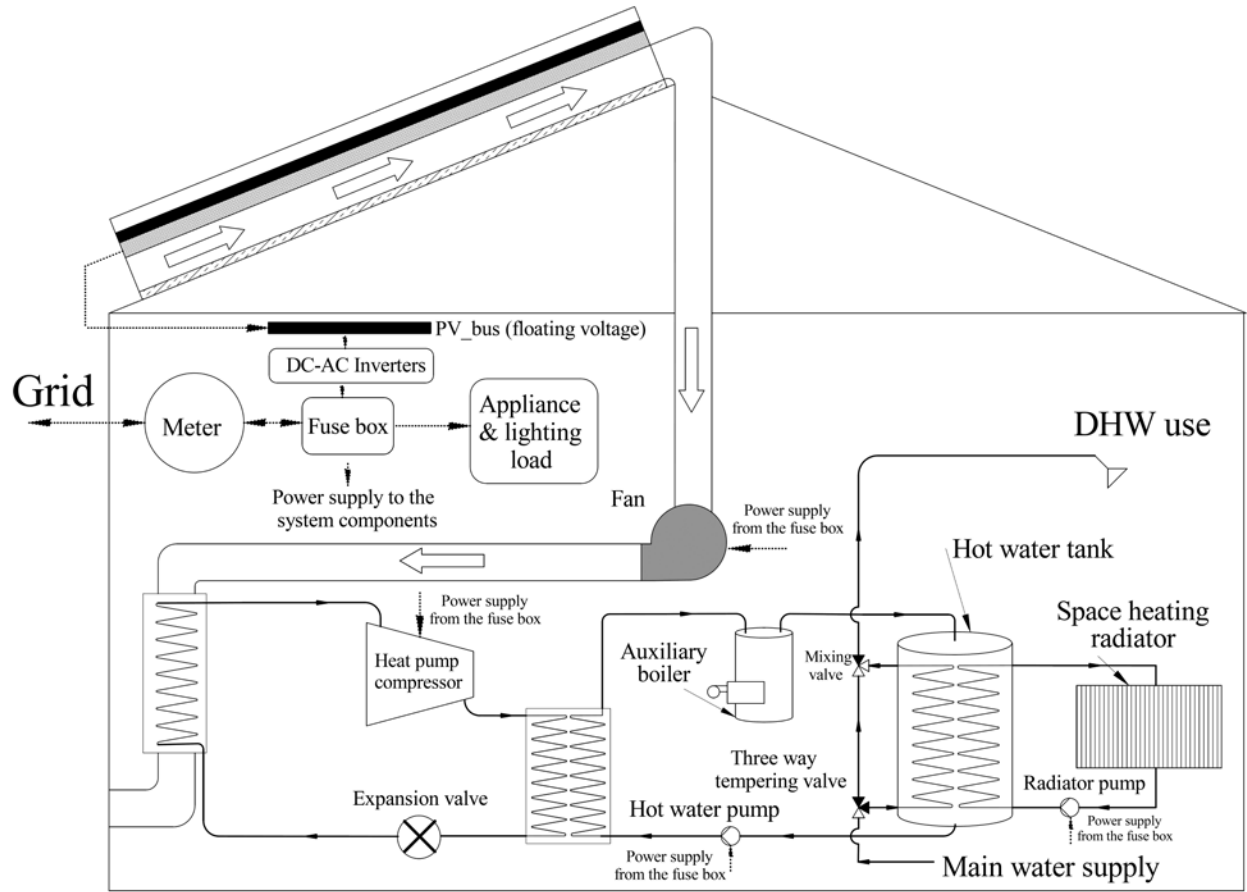 PV_bus (floating voltage)
DC-AC Inverters
Grid
Meter
Fuse box
Appliance
& lighting
load
Power supply to the
system components
DHW use
Fan
Power supply
from the fuse box
Hot water tank
Power supply
from the fuse box
Space heating
radiator
Heat pump
compressor
Auxiliary
boiler
Mixing
valve
Three way
tempering valve
Expansion valve
Hot water pump
Radiator pump
Power supply
from the fuse box
Power supply
from the fuse box
Main water supply